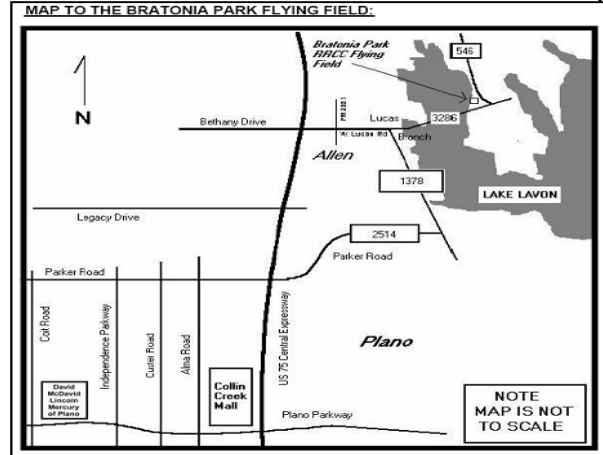 MAP TO THE BRATONIA PARK FLYING FIELD:
Bratonia Park
RRCC Flying
Field
546
N
Bethany Drive
FM 2551
Lucas
3286
W. Lucas Rd
Branch
Allen
1378
LAKE LAVON
Legacy Drive
2514
Parker Road
Parker Road
Coit Road
Independence Parkway
Custer Road
Alma Road
US 75 Central Expressway
Plano
David
McDavid
Lincoln
Mercury
of Plano
Collin
Creek
Mall
NOTE
MAP IS NOT
TO SCALE
Plano Parkway